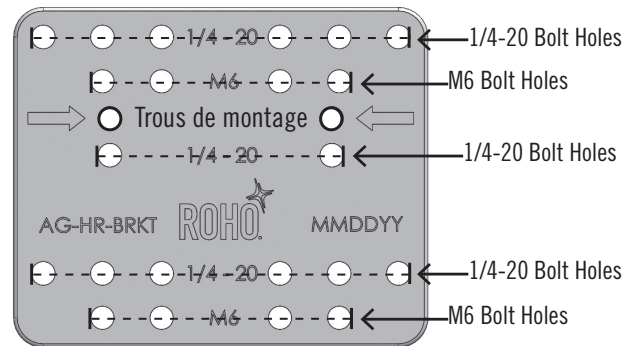 1/4 - 20 1/4-20 Bolt Holes
M6 M6 Bolt Holes
Trous de montage
1/4 - 20 1/4-20 Bolt Holes
AG-HR-BRKT ROHO MMDDYY
1/4 - 20 1/4-20 Bolt Holes
M6 M6 Bolt Holes